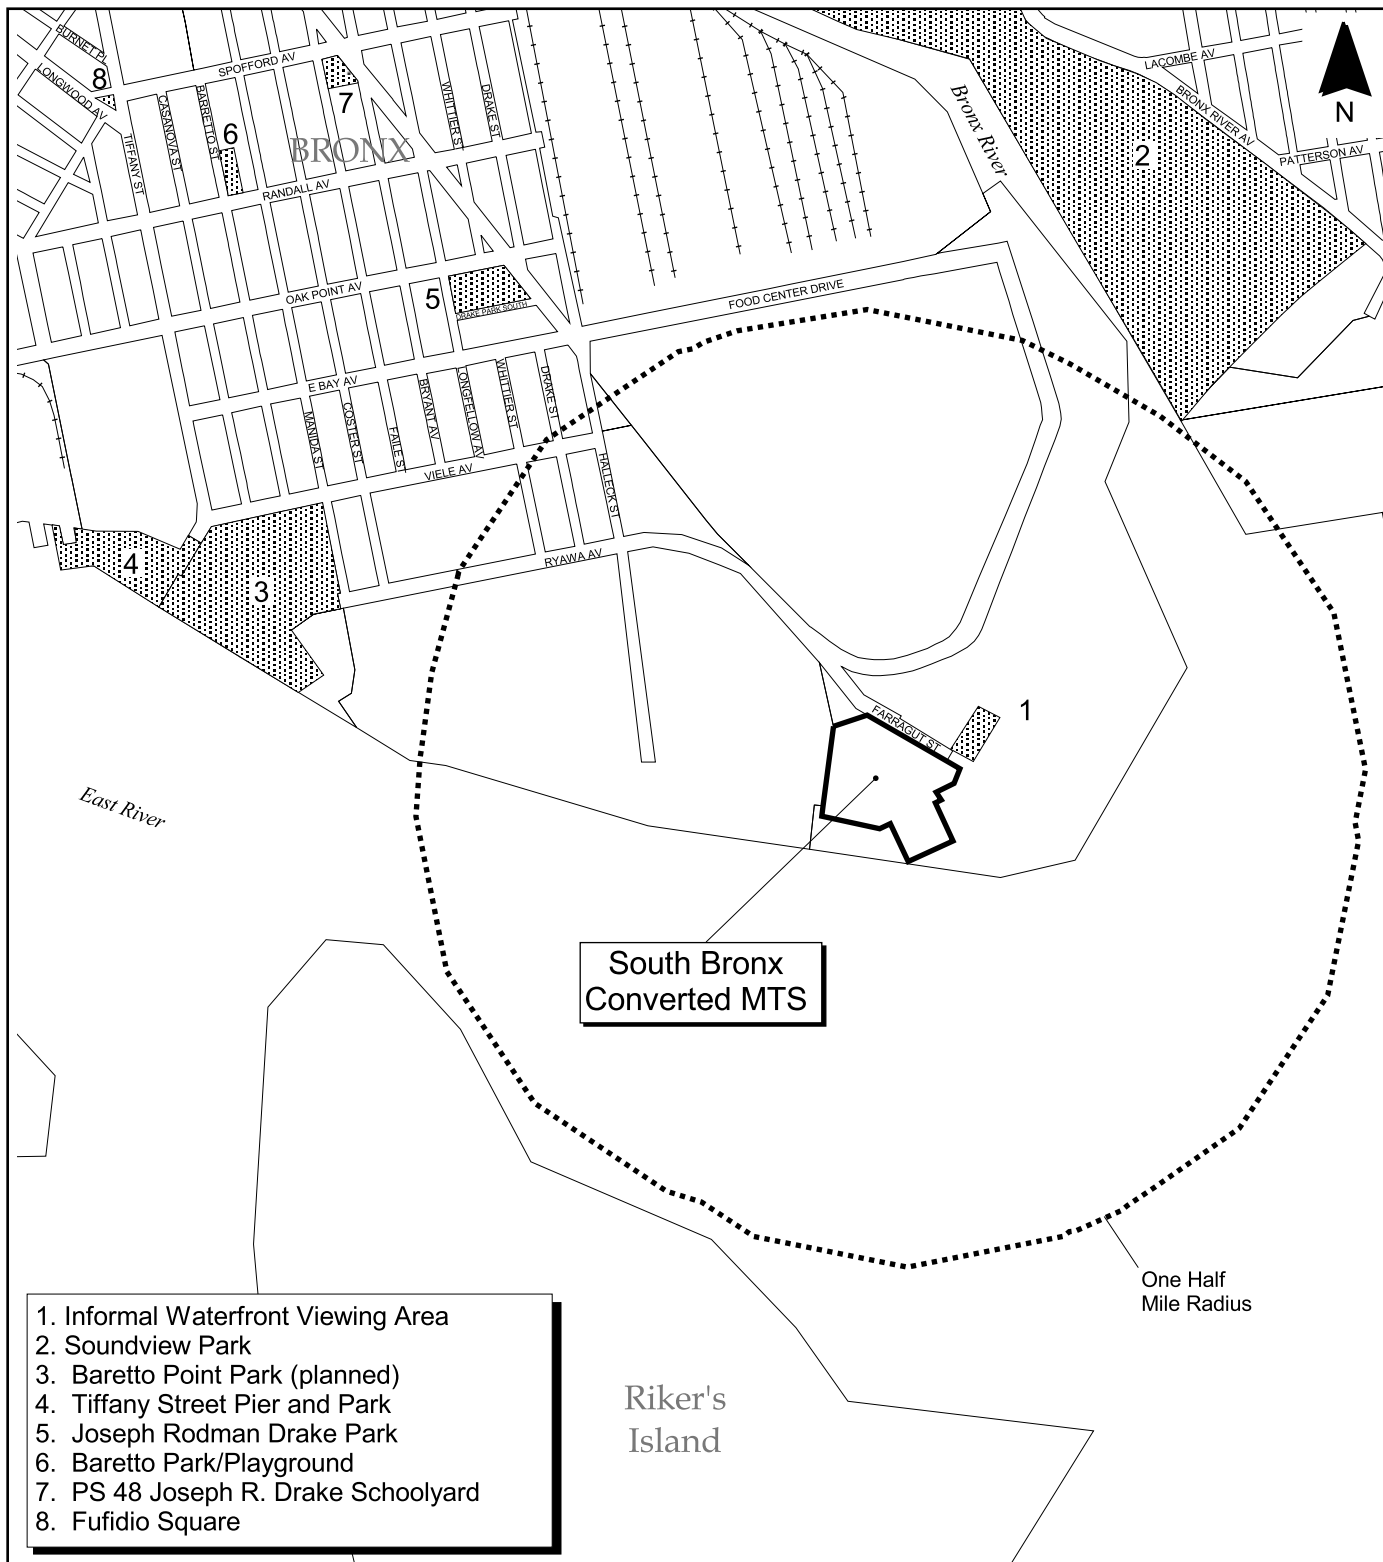 BURNET PL
LONGWOOD AV
8
SPOFFORD AV
7
6
BRONX
TIFFANY ST
CASANOVA ST
BARRETTO ST
WHITTIER ST
DRAKE ST
RANDALL AV
Bronx River
LACOMBE AV
BRONX RIVER AV
PATTERSON AV
N
2
OAK POINT AV
5
DRAKE PARK SOUTH
FOOD CENTER DRIVE
E BAY AV
MANIDA ST
COSTER ST
FAILE ST
BRYANT AV
LONGFELLOW AV
WHITTIER ST
DRAKE ST
VIELE AV
HALLECK ST
RYAWA AV
4
3
FARRAGUT ST
1
East River
South Bronx
Converted MTS
One Half
Mile Radius
Riker's
Island
1. Informal Waterfront Viewing Area
2. Soundview Park
3. Baretto Point Park (planned)
4. Tiffany Street Pier and Park
5. Joseph Rodman Drake Park
6. Baretto Park/Playground
7. PS 48 Joseph R. Drake Schoolyard
8. Fufidio Square